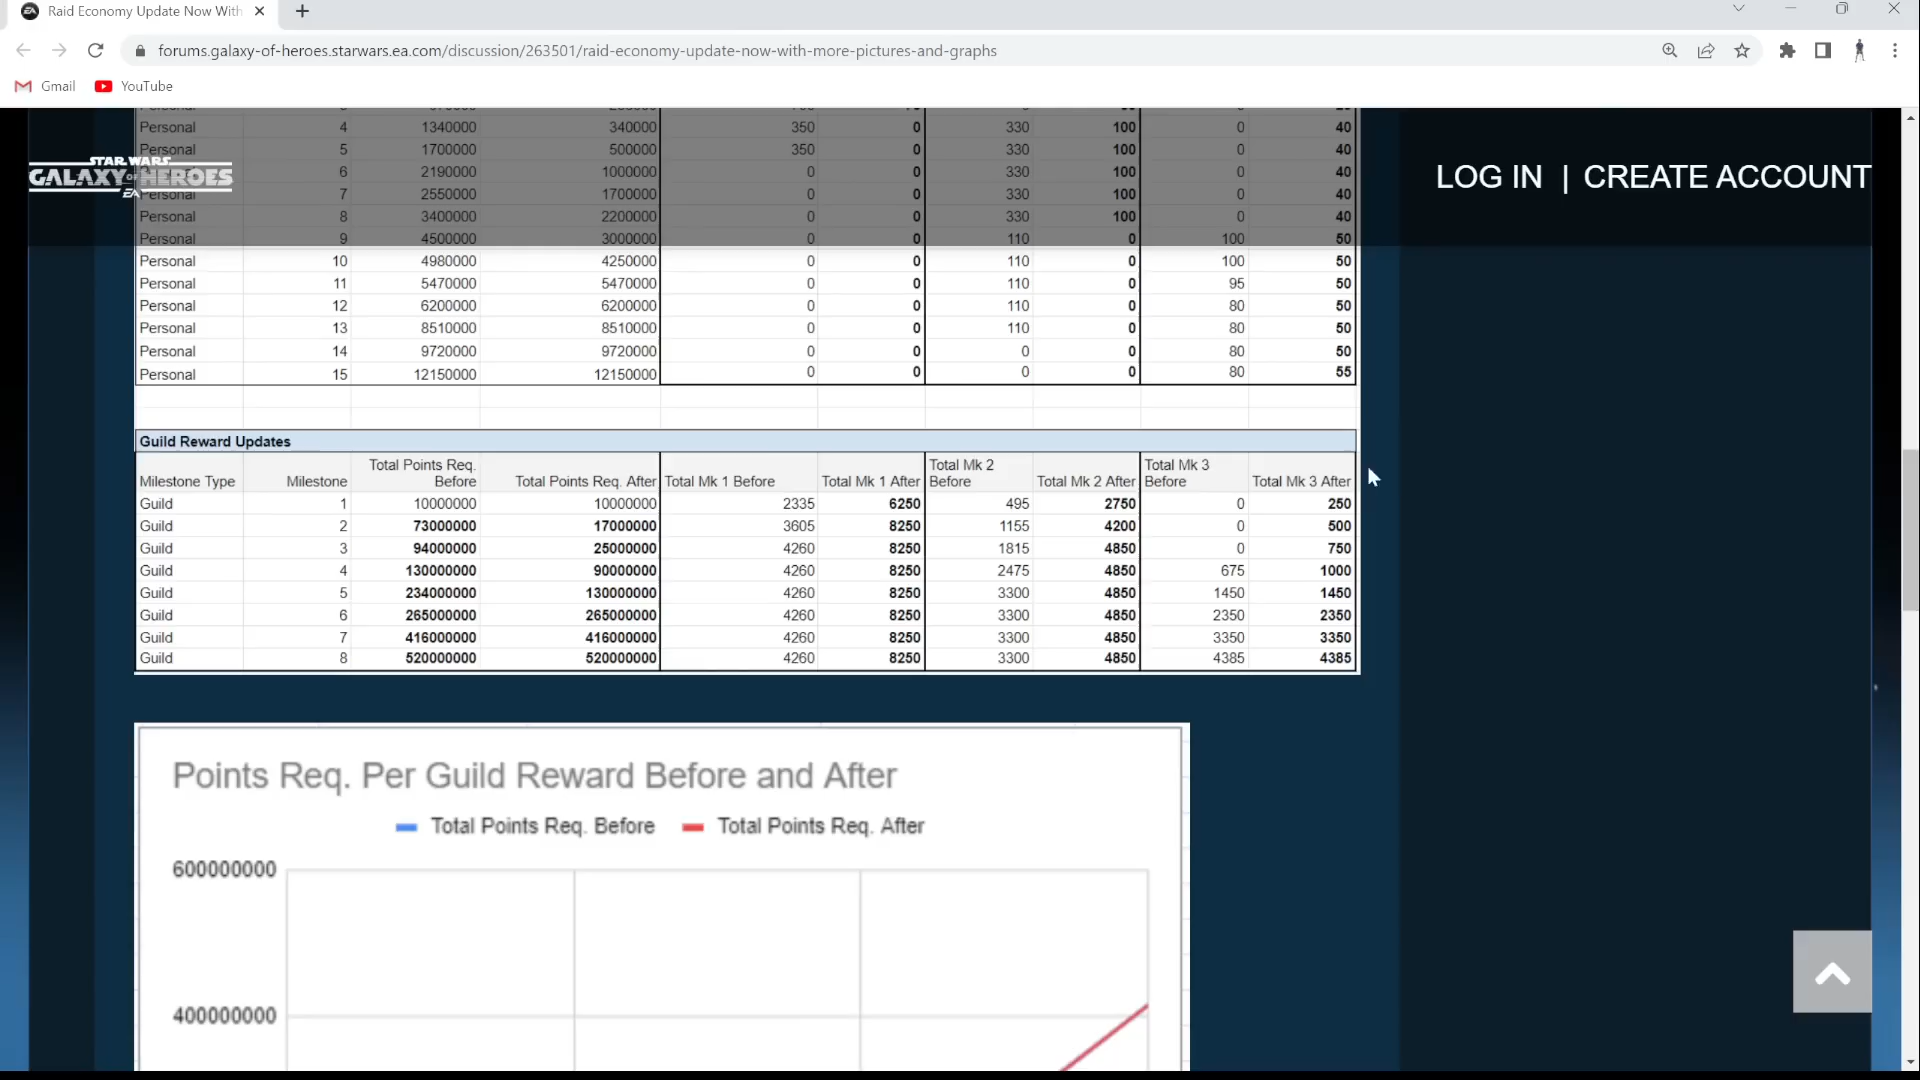 Raid Economy Update Now With
forums.galaxy-of-heroes.starwars.ea.com/discussion/263501/raid-economy-update-now-with-more-pictures-and-graphs
Gmail YouTube
Personal 4 1340000 340000 350 0 330 100 0 40
Personal 5 1700000 500000 350 0 330 100 0 40
STAR WARS
GALAXY OF HEROES
EA
LOG IN | CREATE ACCOUNT
6 2190000 1000000 0 0 330 100 0 40
Personal 7 2550000 1700000 0 0 330 100 0 40
Personal 8 3400000 2200000 0 0 330 100 0 40
Personal 9 4500000 3000000 0 0 110 0 100 50
Personal 10 4980000 4250000 0 0 110 0 100 50
Personal 11 5470000 5470000 0 0 110 0 95 50
Personal 12 6200000 6200000 0 0 110 0 80 50
Personal 13 8510000 8510000 0 0 110 0 80 50
Personal 14 9720000 9720000 0 0 0 0 80 50
Personal 15 12150000 12150000 0 0 0 0 80 55
Guild Reward Updates
Milestone Type Milestone Total Points Req. Before Total Points Req. After Total Mk 1 Before Total Mk 1 After Total Mk 2 Before Total Mk 2 After Total Mk 3 Before Total Mk 3 After
Guild 1 10000000 10000000 2335 6250 495 2750 0 250
Guild 2 73000000 17000000 3605 8250 1155 4200 0 500
Guild 3 94000000 25000000 4260 8250 1815 4850 0 750
Guild 4 130000000 90000000 4260 8250 2475 4850 675 1000
Guild 5 234000000 130000000 4260 8250 3300 4850 1450 1450
Guild 6 265000000 265000000 4260 8250 3300 4850 2350 2350
Guild 7 416000000 416000000 4260 8250 3300 4850 3350 3350
Guild 8 520000000 520000000 4260 8250 3300 4850 4385 4385
Points Req. Per Guild Reward Before and After
Total Points Req. Before Total Points Req. After
600000000
400000000